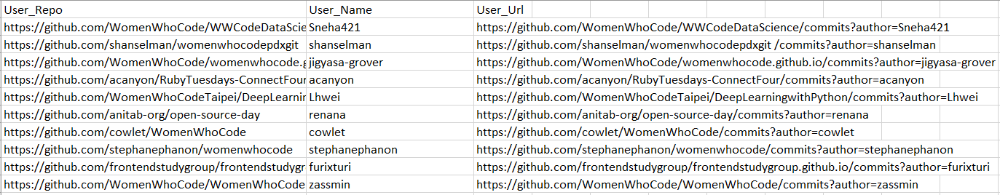 User_Repo User_Name User_Url
https://github.com/WomenWhoCode/WWCodeDataScie Sneha421 https://github.com/WomenWhoCode/WWCodeDataScience/commits?author=Sneha421
https://github.com/shanselman/womenwhocodepdxgit shanselman https://github.com/shanselman/womenwhocodepdxgit /commits?author=shanselman
https://github.com/WomenWhoCode/womenwhocode.g jigyasa-grover https://github.com/WomenWhoCode/womenwhocode.github.io/commits?author=jigyasa-grover
https://github.com/acanyon/RubyTuesdays-ConnectFour acanyon https://github.com/acanyon/RubyTuesdays-ConnectFour/commits?author=acanyon
https://github.com/WomenWhoCodeTaipei/DeepLearnin Lhwei https://github.com/WomenWhoCodeTaipei/DeepLearningwithPython/commits?author=Lhwei
https://github.com/anitab-org/open-source-day renana https://github.com/anitab-org/open-source-day/commits?author=renana
https://github.com/cowlet/WomenWhoCode cowlet https://github.com/cowlet/WomenWhoCode/commits?author=cowlet
https://github.com/stephanephanon/womenwhocode stephanephanon https://github.com/stephanephanon/womenwhocode/commits?author=stephanephanon
https://github.com/frontendstudygroup/frontendstudygr furixturi https://github.com/frontendstudygroup/frontendstudygroup.github.io/commits?author=furixturi
https://github.com/WomenWhoCode/WomenWhoCode zassmin https://github.com/WomenWhoCode/WomenWhoCode/commits?author=zassmin